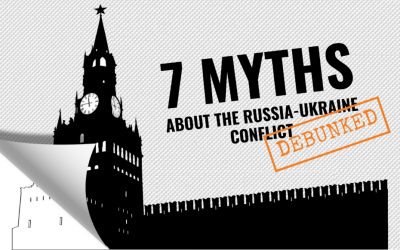 7 MYTHS
ABOUT THE RUSSIA-UKRAINE
CONFLICT
DEBUNKED